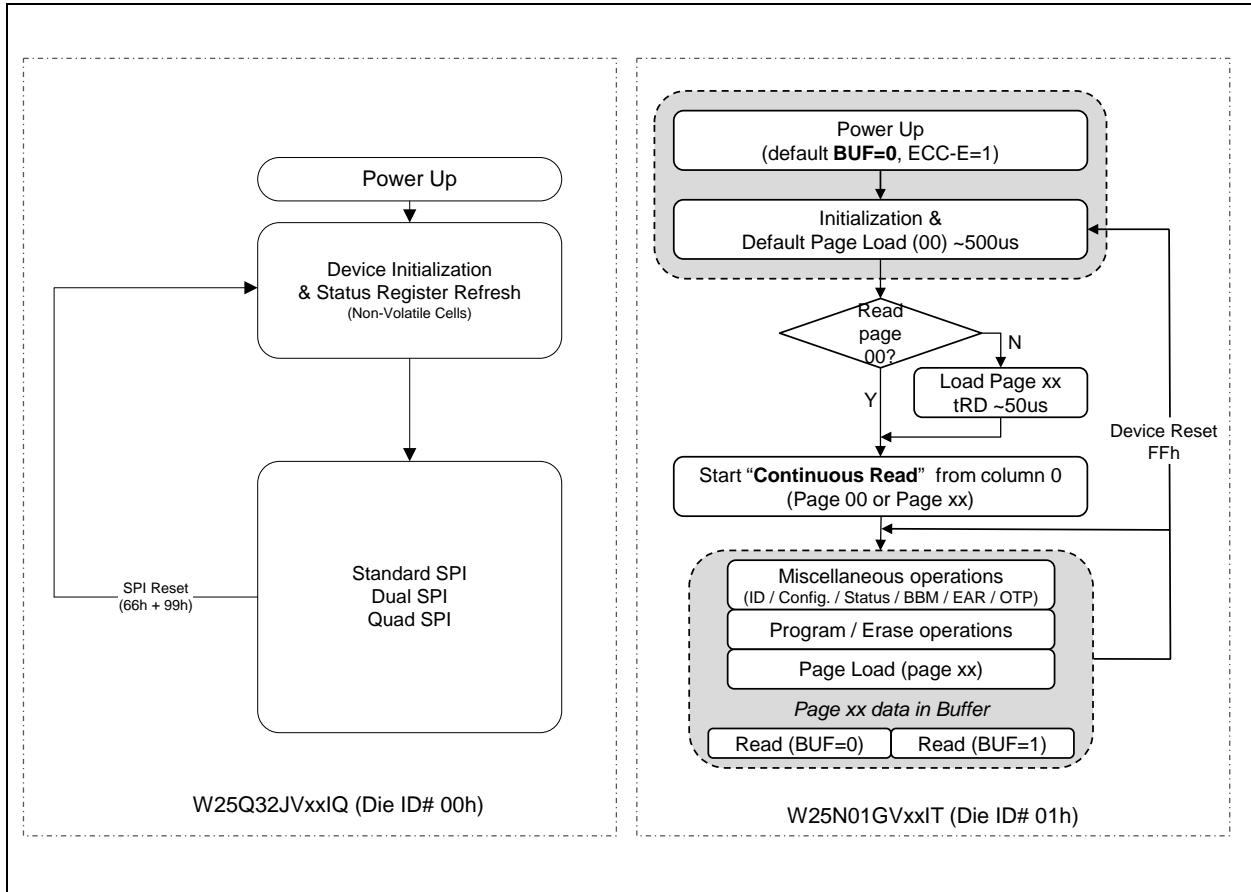 Power Up
Device Initialization
& Status Register Refresh
(Non-Volatile Cells)
SPI Reset
(66h + 99h)
Standard SPI
Dual SPI
Quad SPI
W25Q32JVxxIQ (Die ID# 00h)
Power Up
(default BUF=0, ECC-E=1)
Initialization &
Default Page Load (00) ~500us
Read
page
00?
N
Y
Load Page xx
tRD ~50us
Device Reset
FFh
Start “Continuous Read” from column 0
(Page 00 or Page xx)
Miscellaneous operations
(ID / Config. / Status / BBM / EAR / OTP)
Program / Erase operations
Page Load (page xx)
Page xx data in Buffer
Read (BUF=0)
Read (BUF=1)
W25N01GVxxIT (Die ID# 01h)